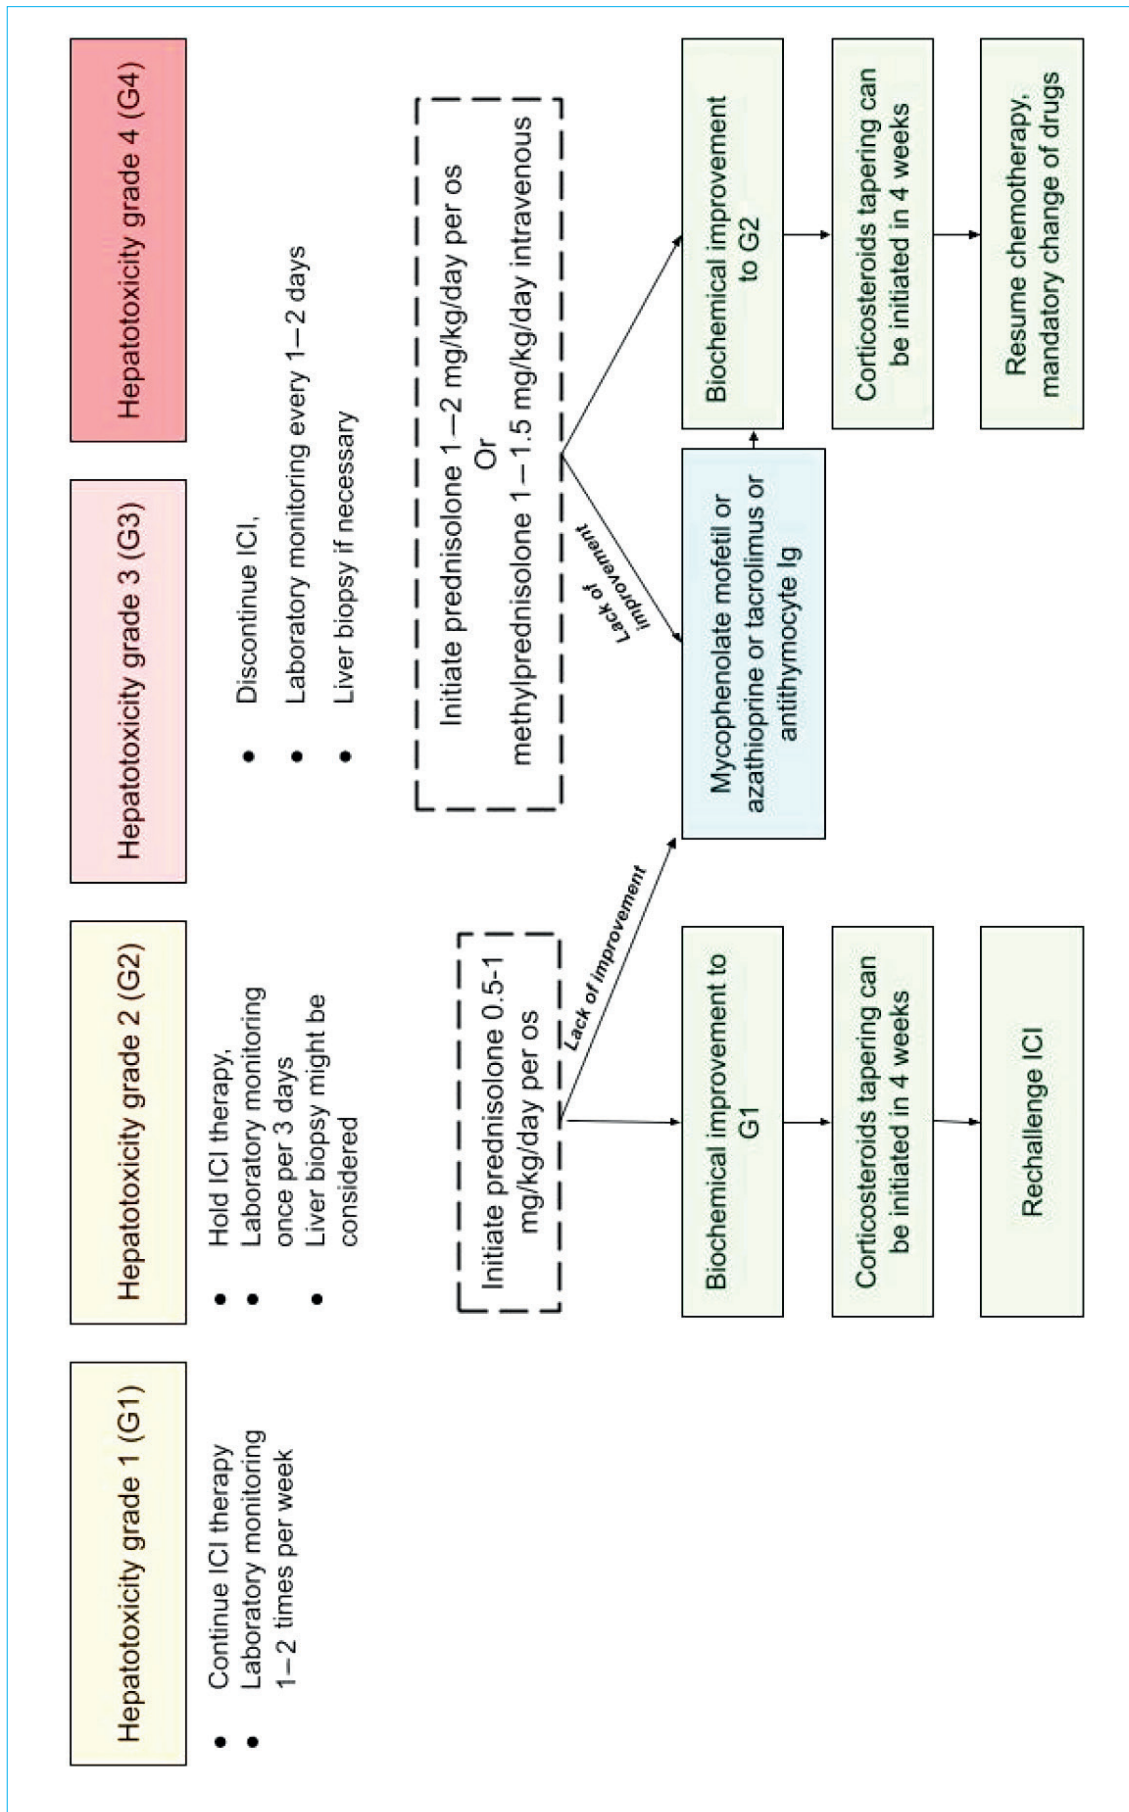 Hepatotoxicity grade 1 (G1)
Continue ICI therapy
Laboratory monitoring
1–2 times per week
Hepatotoxicity grade 2 (G2)
Hold ICI therapy,
Laboratory monitoring
once per 3 days
Liver biopsy might be
considered
Initiate prednisolone 0.5-1
mg/kg/day per os
Lack of improvement
Biochemical improvement to
G1
Corticosteroids tapering can
be initiated in 4 weeks
Rechallenge ICI
Hepatotoxicity grade 3 (G3)
Hepatotoxicity grade 4 (G4)
Discontinue ICI,
Laboratory monitoring every 1–2 days
Liver biopsy if necessary
Initiate prednisolone 1–2 mg/kg/day per os
Or
methylprednisolone 1–1.5 mg/kg/day intravenous
Lack of
improvement
Mycophenolate mofetil or
azathioprine or tacrolimus or
antithymocyte Ig
Biochemical improvement
to G2
Corticosteroids tapering can
be initiated in 4 weeks
Resume chemotherapy,
mandatory change of drugs